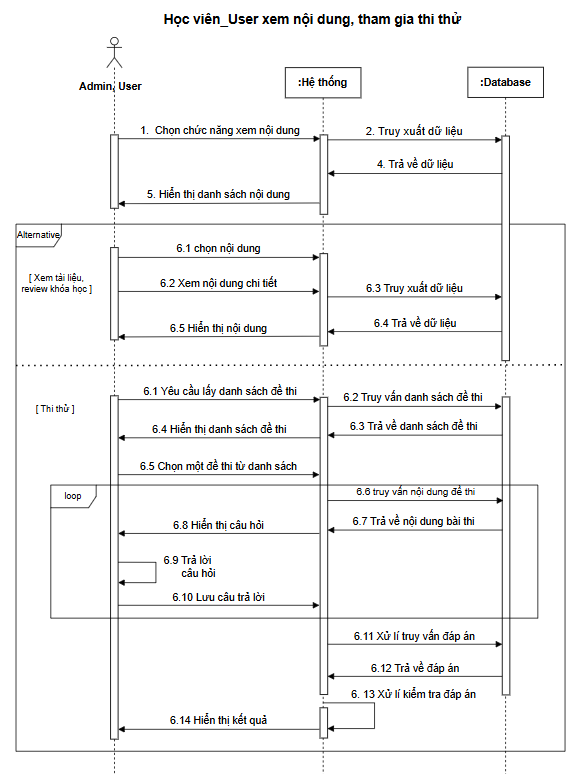 Học viên_User xem nội dung, tham gia thi thử
Admin, User
:Hệ thống
:Database
1. Chọn chức năng xem nội dung
2. Truy xuất dữ liệu
4. Trả về dữ liệu
5. Hiển thị danh sách nội dung
Alternative
[ Xem tài liệu,
review khóa học ]
6.1 chọn nội dung
6.2 Xem nội dung chi tiết
6.3 Truy xuất dữ liệu
6.4 Trả về dữ liệu
6.5 Hiển thị nội dung
[ Thi thử ]
6.1 Yêu cầu lấy danh sách đề thi
6.2 Truy vấn danh sách đề thi
6.3 Trả về danh sách đề thi
6.4 Hiển thị danh sách đề thi
6.5 Chọn một đề thi từ danh sách
loop
6.6 truy vấn nội dung đề thi
6.7 Trả về nội dung bài thi
6.8 Hiển thị câu hỏi
6.9 Trả lời
câu hỏi
6.10 Lưu câu trả lời
6.11 Xử lí truy vấn đáp án
6.12 Trả về đáp án
6. 13 Xử lí kiểm tra đáp án
6.14 Hiển thị kết quả